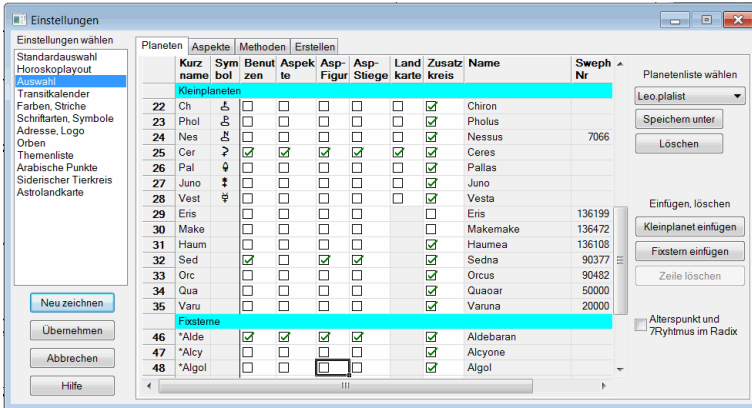 Einstellungen
Einstellungen wählen
Standardauswahl
Horoskoplayout
Auswahl
Transitkalender
Farben, Striche
Schriftarten, Symbole
Adresse, Logo
Orben
Themenliste
Arabische Punkte
Siderischer Tierkreis
Astrolandkarte
Neu zeichnen
Übernehmen
Abbrechen
Hilfe
Planeten Aspekte Methoden Erstellen
Kurz Sym Benut Aspek Asp- Asp- Land Zusatz Name Sweph
name bol zen te Figur Stiege karte kreis Nr
Kleinplaneten
22 Ch Chiron
23 Phol Pholus
24 Nes Nessus 7066
25 Cer Ceres
26 Pal Pallas
27 Juno Juno
28 Vest Vesta
29 Eris Eris 136199
30 Make Makemake 136472
31 Haum Haumea 136108
32 Sed Sedna 90377
33 Orc Orcus 90482
34 Qua Quaoar 50000
35 Varu Varuna 20000
Fixsterne
46 *Alde Aldebaran
47 *Alcy Alcyone
48 *Algol Algol
Planetenliste wählen
Leo.plalist
Speichern unter
Löschen
Einfügen, löschen
Kleinplanet einfügen
Fixstern einfügen
Zeile löschen
Alterspunkt und
7Ryhtmus im Radix